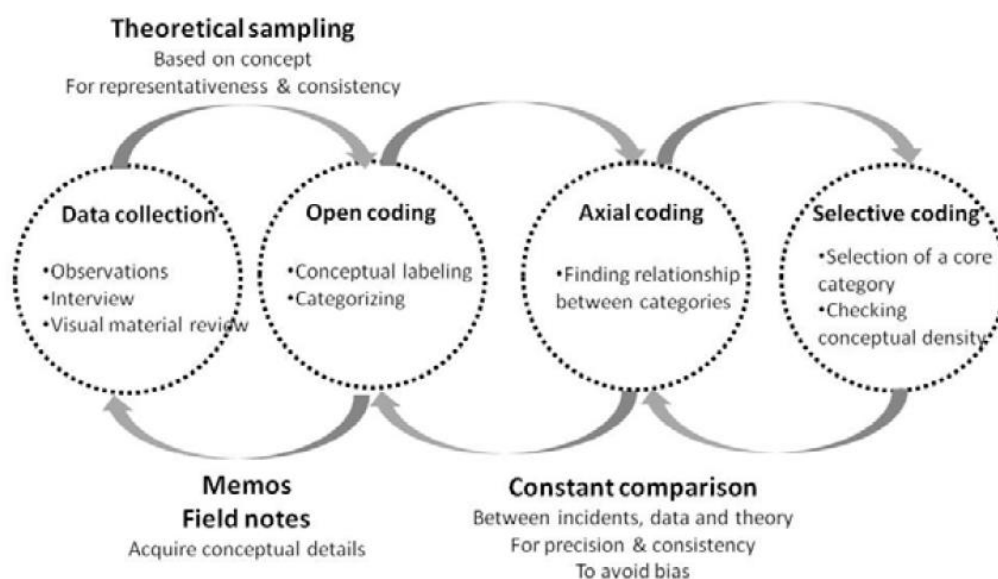 Theoretical sampling
Based on concept
For representativeness & consistency
Data collection
•Observations
•Interview
•Visual material review
Open coding
•Conceptual labeling
•Categorizing
Axial coding
•Finding relationship
between categories
Selective coding
•Selection of a core
category
•Checking
conceptual density
Memos
Field notes
Acquire conceptual details
Constant comparison
Between incidents, data and theory
For precision & consistency
To avoid bias